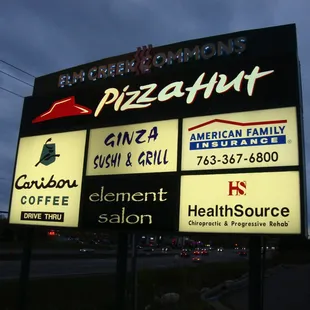 ELM CREEK COMMONS
Pizza Hut
Caribou
COFFEE
DRIVE THRU
GINZA
SUSHI & GRILL
element
salon
AMERICAN FAMILY
INSURANCE
763-367-6800
HS
HealthSource
Chiropractic & Progressive Rehab